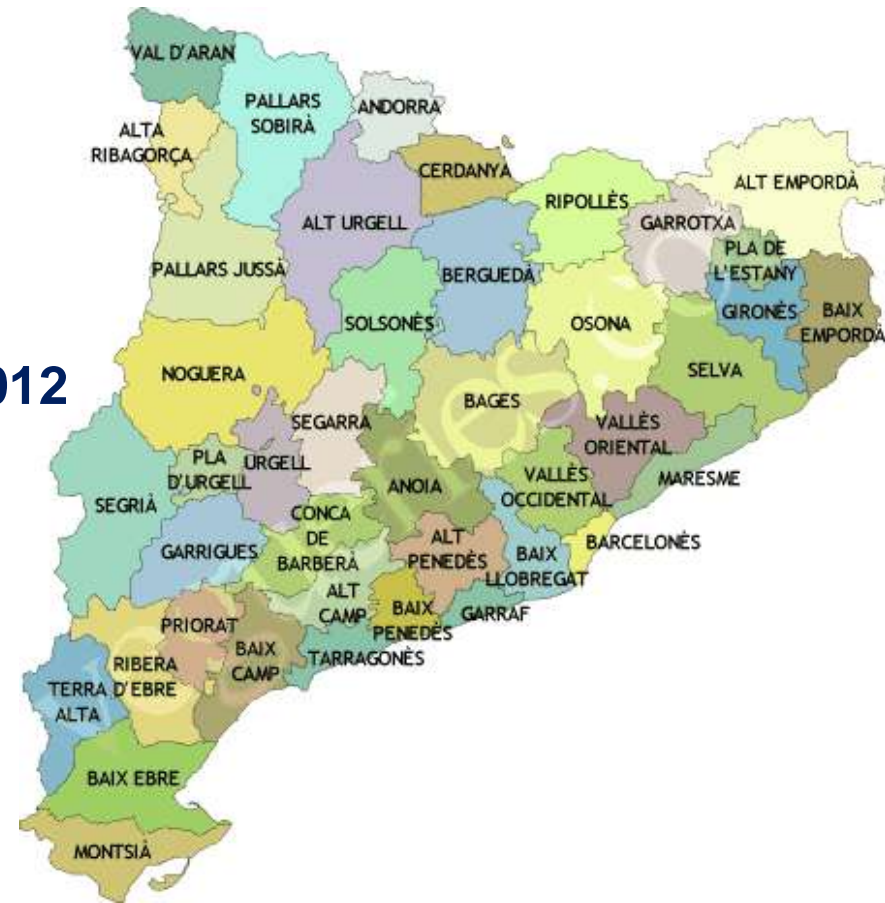 VAL D'ARAN
PALLARS
SOBIRÀ
ANDORRA
ALTA
RIBAGORÇA
CERDANYA
ALT EMPORDÀ
RIPOLLÈS
GARROTXA
ALT URGELL
PLA DE
L'ESTANY
PALLARS JUSSÀ
BERGUEDÀ
GIRONÈS
BAIX
EMPORDÀ
SOLSONÈS
OSONA
NOGUERA
SELVA
012
BAGES
SEGARRA
VALLÈS
ORIENTAL
PLA
D'URGELL
URGELL
ANOIA
VALLÈS
OCCIDENTAL
MARESME
SEGRIÀ
CONCA
DE
BARBERÀ
GARRIGUES
ALT
PENEDÈS
BAIX
LLOBREGAT
BARCELONÈS
ALT
CAMP
BAIX
PENEDÈS
GARRAF
PRIORAT
BAIX
CAMP
TARRAGONÈS
RIBERA
D'EBRE
TERRA
ALTA
BAIX EBRE
MONTSIÀ